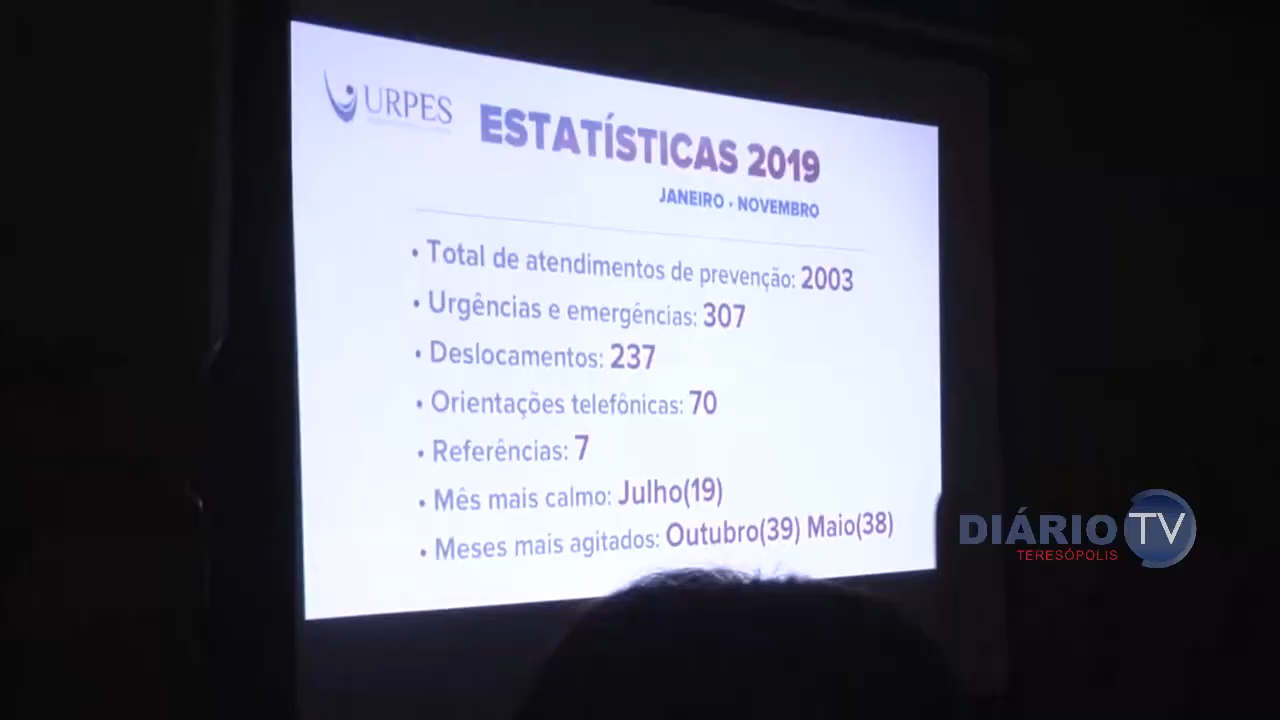 URPES
ESTATÍSTICAS 2019
JANEIRO - NOVEMBRO
• Total de atendimentos de prevenção: 2003
• Urgências e emergências: 307
• Deslocamentos: 237
• Orientações telefônicas: 70
• Referências: 7
• Mês mais calmo: Julho(19)
• Meses mais agitados: Outubro(39) Maio(38)
DIÁRIO TV
TERESÓPOLIS